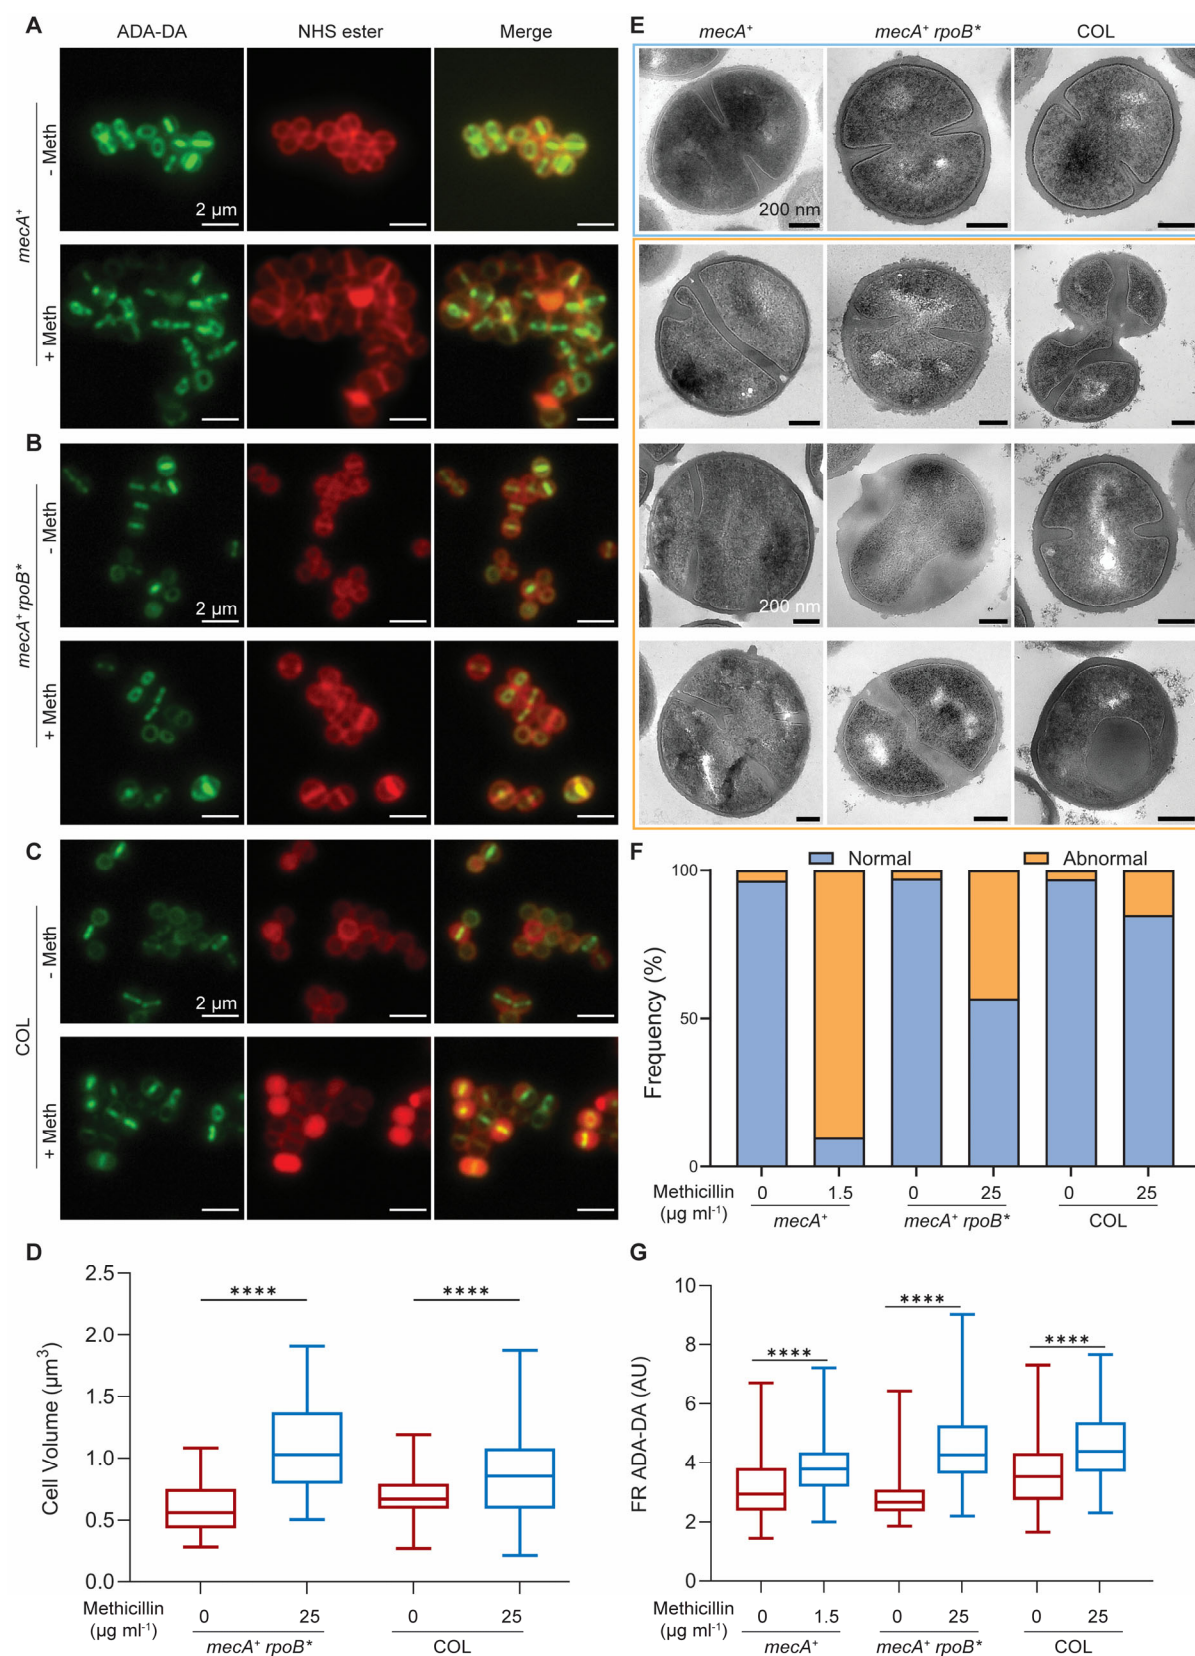 A
ADA-DA
NHS ester
Merge
mecA⁺
- Meth
2 µm
+ Meth
B
mecA⁺ rpoB*
- Meth
2 µm
+ Meth
C
COL
- Meth
2 µm
+ Meth
D
Cell Volume (µm³)
2.5
2.0
1.5
1.0
0.5
0.0
****
****
Methicillin
(µg ml⁻¹)
0
25
0
25
mecA⁺ rpoB*
COL
E
mecA⁺
mecA⁺ rpoB*
COL
200 nm
200 nm
F
Normal
Abnormal
Frequency (%)
100
50
0
Methicillin
(µg ml⁻¹)
0
1.5
0
25
0
25
mecA⁺
mecA⁺ rpoB*
COL
G
FR ADA-DA (AU)
10
8
6
4
2
0
****
****
****
Methicillin
(µg ml⁻¹)
0
1.5
0
25
0
25
mecA⁺
mecA⁺ rpoB*
COL